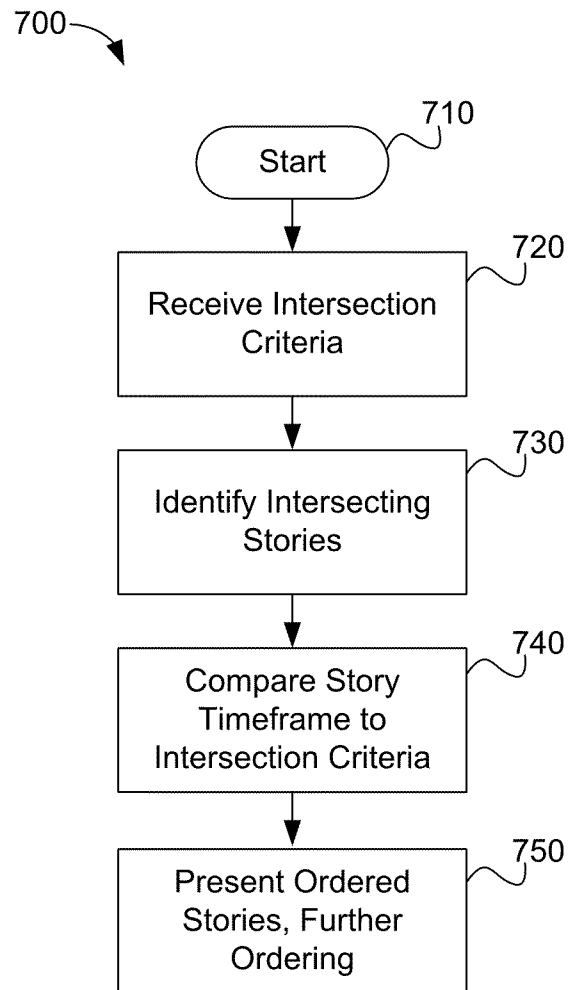 700
710
Start
720
Receive Intersection
Criteria
730
Identify Intersecting
Stories
740
Compare Story
Timeframe to
Intersection Criteria
750
Present Ordered
Stories, Further
Ordering